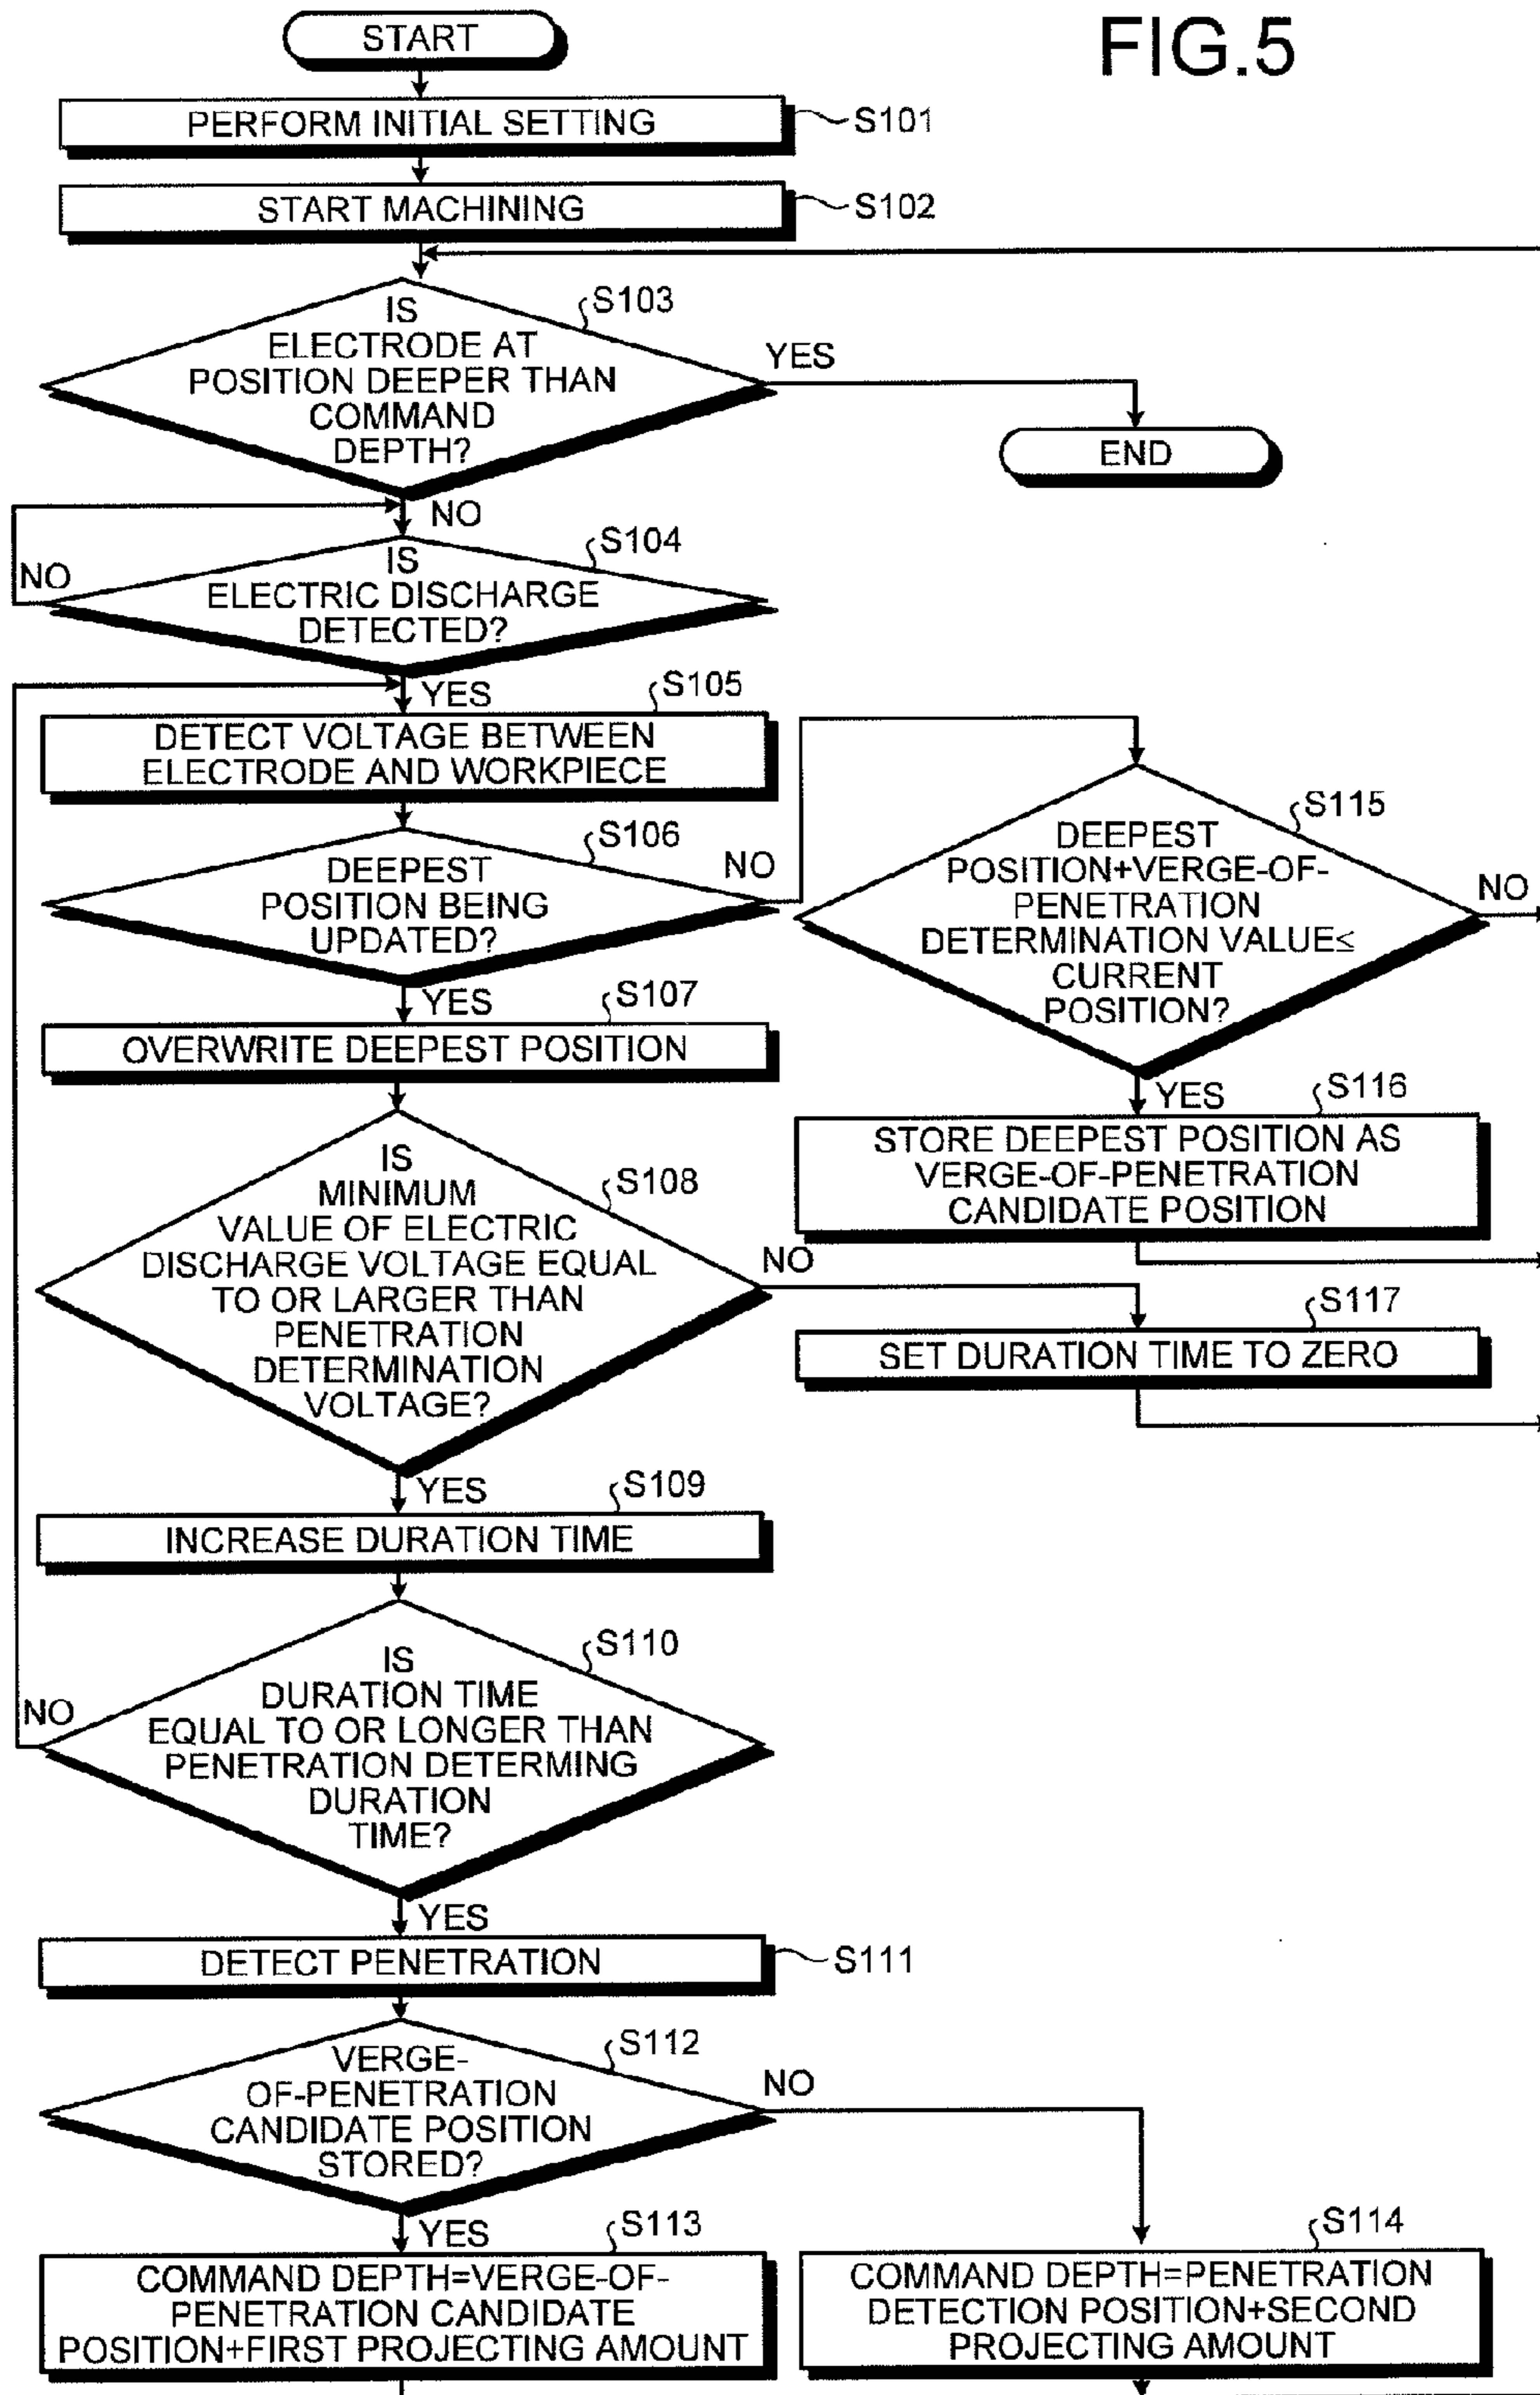 FIG.5
START
PERFORM INITIAL SETTING
S101
START MACHINING
S102
IS
ELECTRODE AT
POSITION DEEPER THAN
COMMAND
DEPTH?
S103
YES
END
NO
IS
ELECTRIC DISCHARGE
DETECTED?
S104
NO
YES
DETECT VOLTAGE BETWEEN
ELECTRODE AND WORKPIECE
S105
DEEPEST
POSITION BEING
UPDATED?
S106
NO
YES
DEEPEST
POSITION+VERGE-OF-
PENETRATION
DETERMINATION VALUE≤
CURRENT
POSITION?
S115
NO
YES
OVERWRITE DEEPEST POSITION
S107
STORE DEEPEST POSITION AS
VERGE-OF-PENETRATION
CANDIDATE POSITION
S116
IS
MINIMUM
VALUE OF ELECTRIC
DISCHARGE VOLTAGE EQUAL
TO OR LARGER THAN
PENETRATION
DETERMINATION
VOLTAGE?
S108
NO
SET DURATION TIME TO ZERO
S117
YES
INCREASE DURATION TIME
S109
IS
DURATION TIME
EQUAL TO OR LONGER THAN
PENETRATION DETERMING
DURATION
TIME?
S110
NO
YES
DETECT PENETRATION
S111
VERGE-
OF-PENETRATION
CANDIDATE POSITION
STORED?
S112
NO
YES
COMMAND DEPTH=VERGE-OF-
PENETRATION CANDIDATE
POSITION+FIRST PROJECTING AMOUNT
S113
COMMAND DEPTH=PENETRATION
DETECTION POSITION+SECOND
PROJECTING AMOUNT
S114